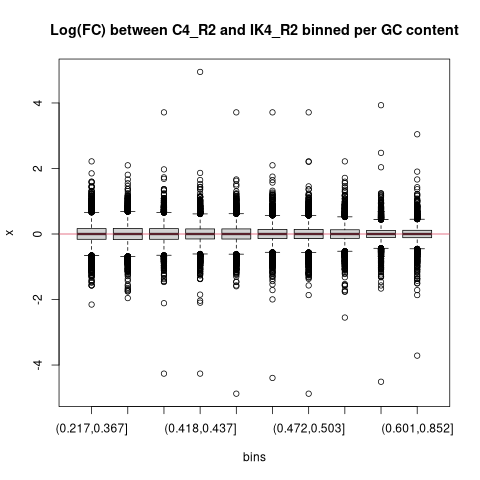 Log(FC) between C4_R2 and IK4_R2 binned per GC content
4
2
0
-2
-4
x
(0.217,0.367] (0.418,0.437] (0.472,0.503] (0.601,0.852]
bins